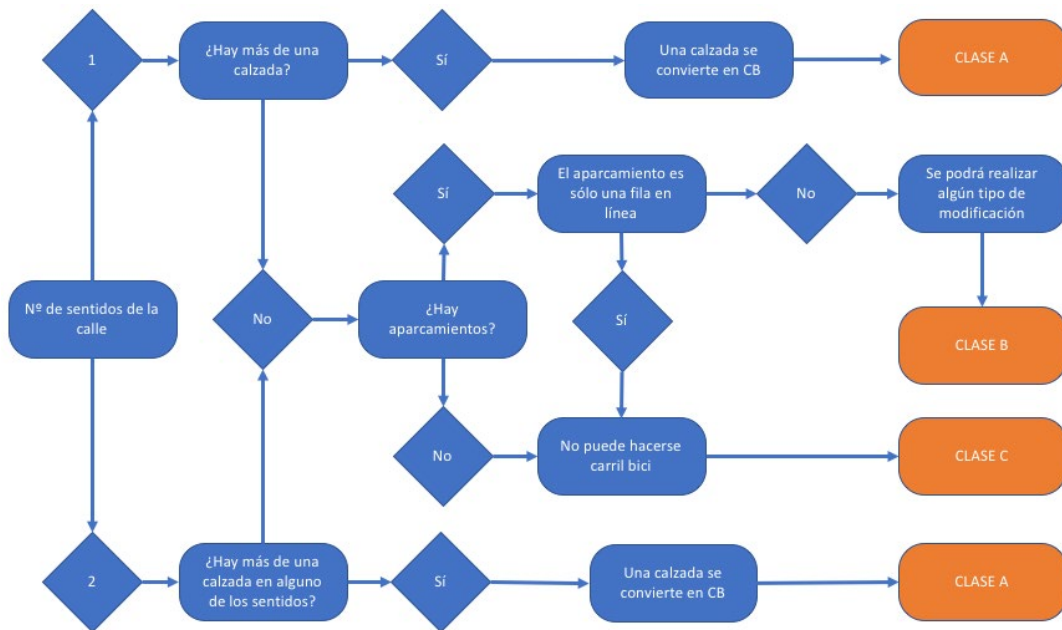 1
¿Hay más de una
calzada?
Sí
Una calzada se
convierte en CB
CLASE A
Sí
El aparcamiento es
sólo una fila en
línea
No
Se podrá realizar
algún tipo de
modificación
Nº de sentidos de la
calle
No
¿Hay
aparcamientos?
Sí
CLASE B
No
No puede hacerse
carril bici
CLASE C
2
¿Hay más de una
calzada en alguno
de los sentidos?
Sí
Una calzada se
convierte en CB
CLASE A